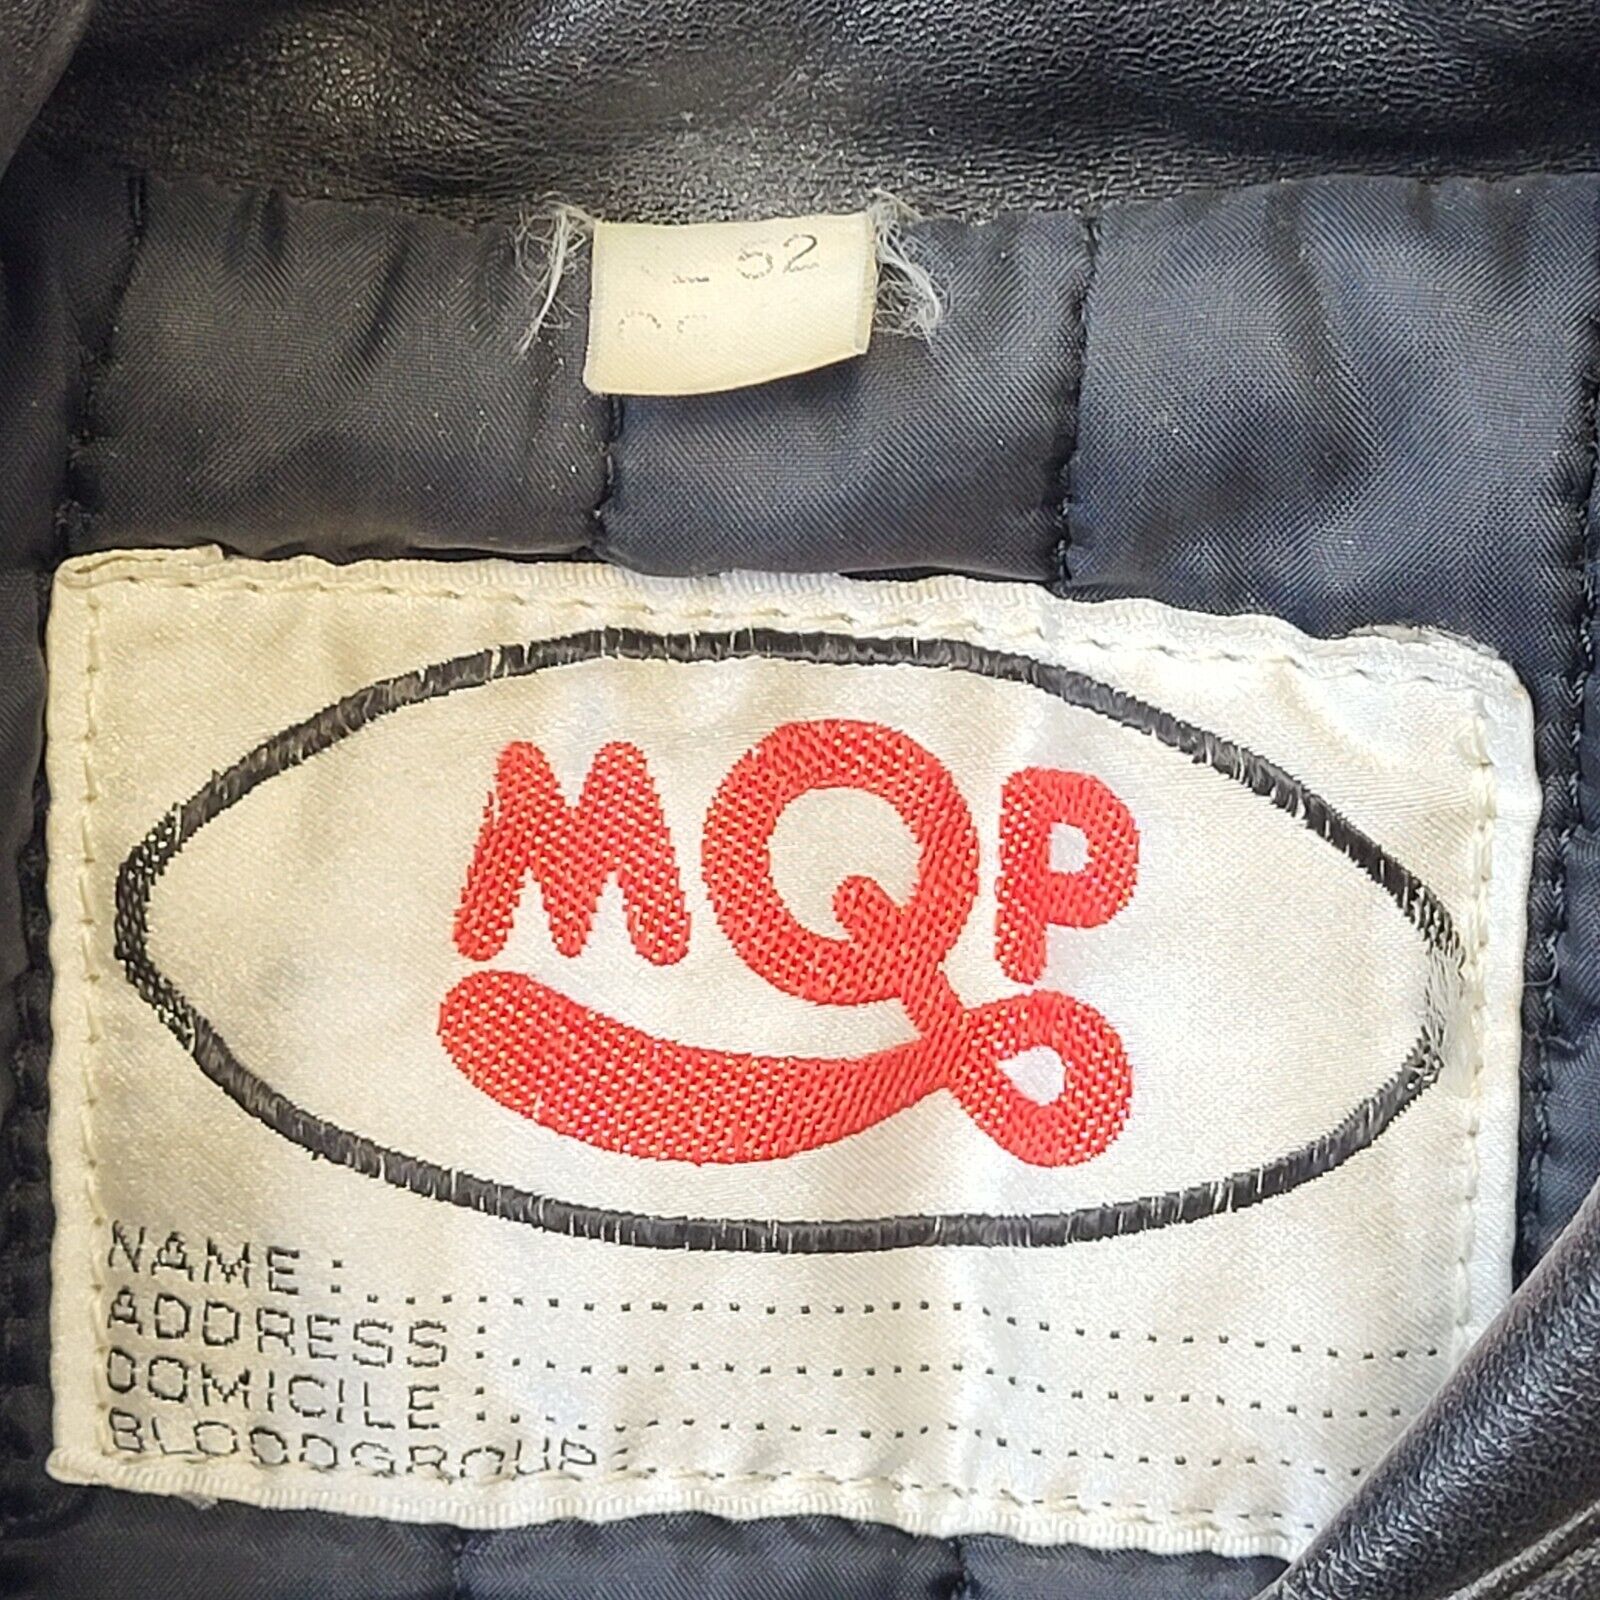 52
MQP
NAME:
ADDRESS:
DOMICILE:
BLOODGROUP: